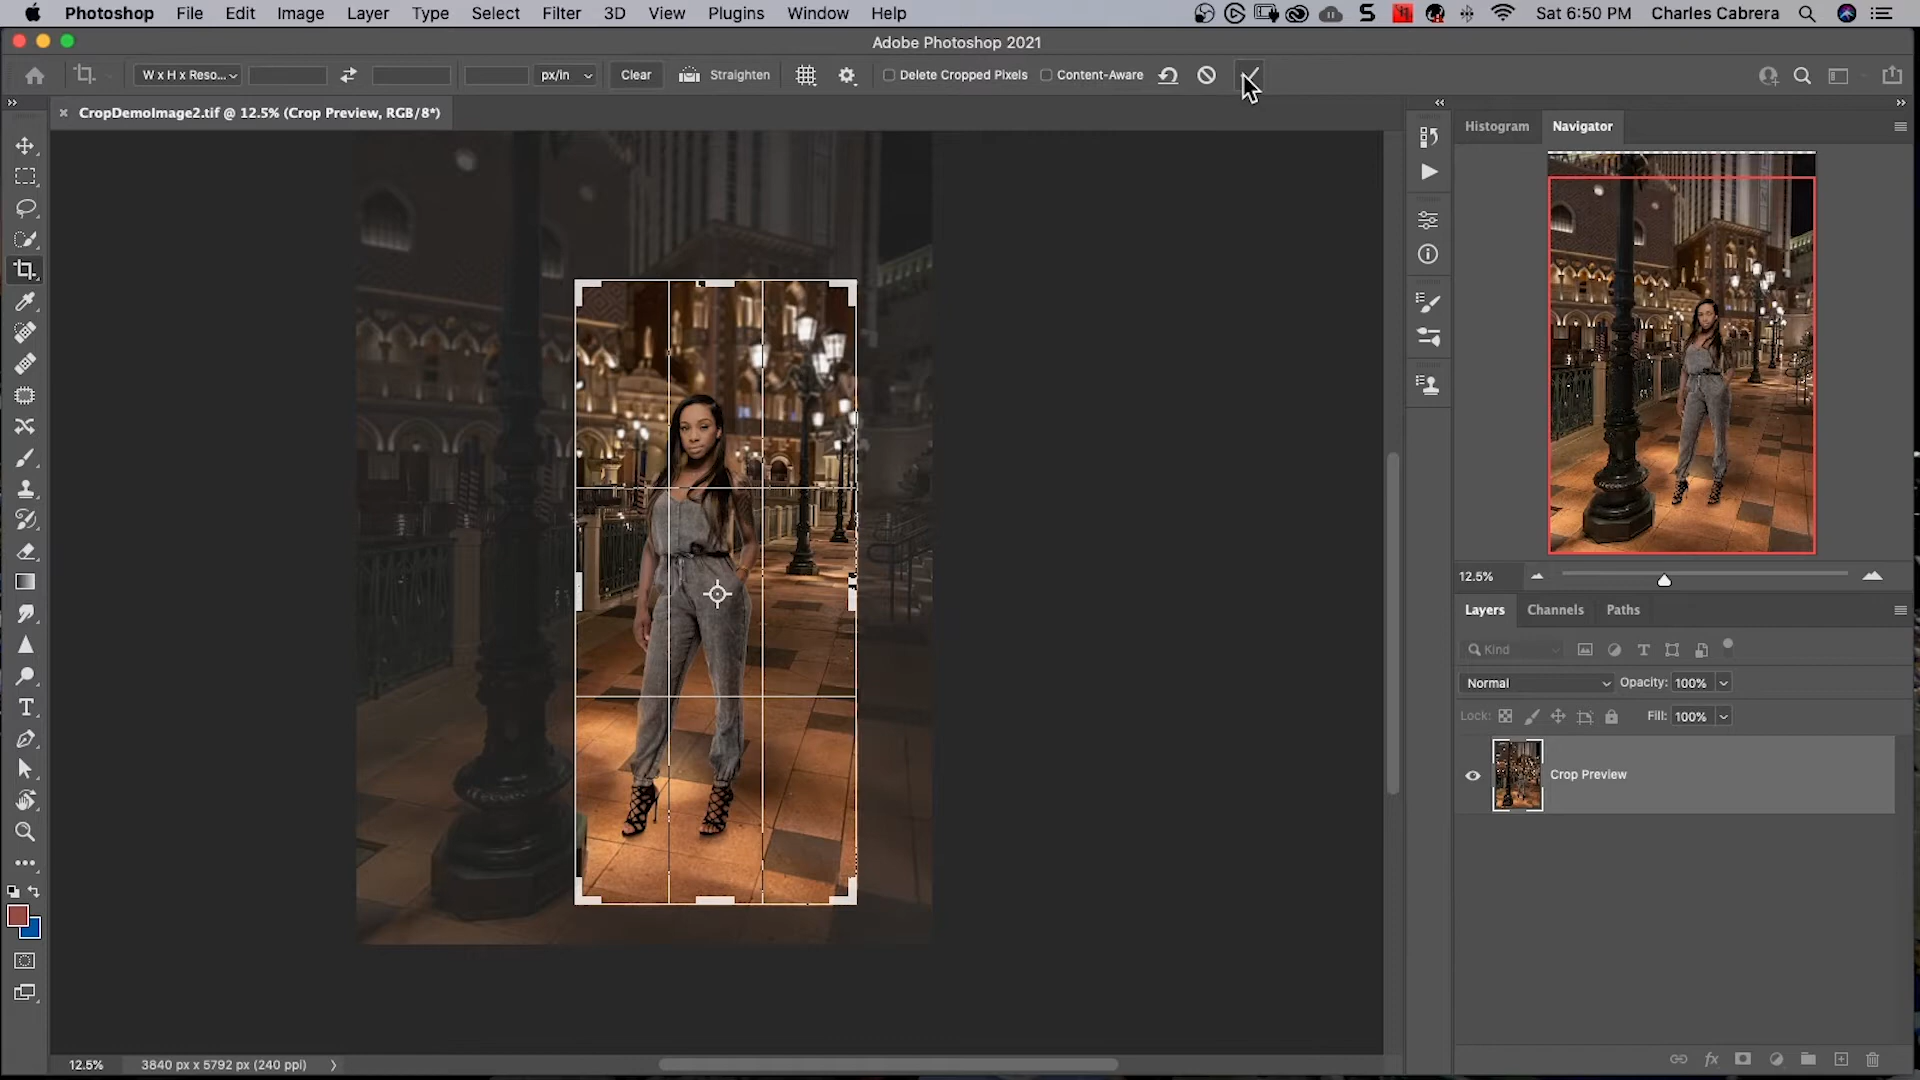 Photoshop File Edit Image Layer Type Select Filter 3D View Plugins Window Help Sat 6:50 PM Charles Cabrera
Adobe Photoshop 2021
W x H x Reso... px/in Clear Straighten Delete Cropped Pixels Content-Aware
× CropDemoImage2.tif @ 12.5% (Crop Preview, RGB/8*)
Histogram Navigator
12.5%
Layers Channels Paths
Kind
Normal Opacity: 100%
Lock: Fill: 100%
Crop Preview
12.5% 3840 px x 5792 px (240 ppi)
fx